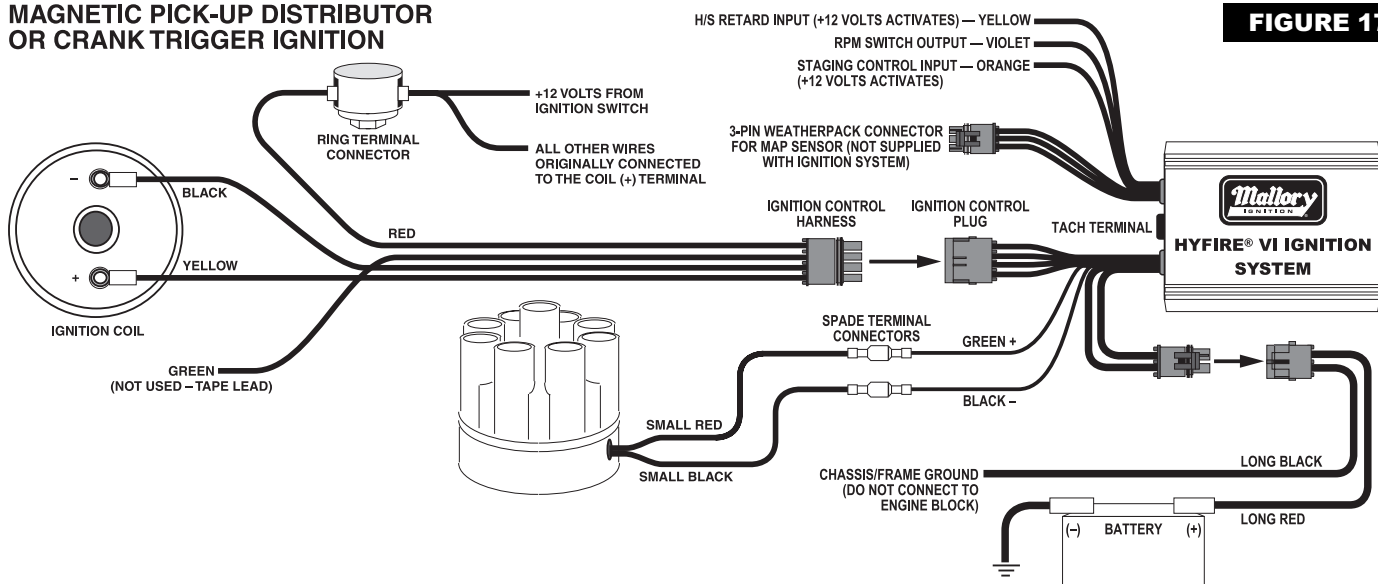 MAGNETIC PICK-UP DISTRIBUTOR
OR CRANK TRIGGER IGNITION
H/S RETARD INPUT (+12 VOLTS ACTIVATES) — YELLOW
RPM SWITCH OUTPUT — VIOLET
STAGING CONTROL INPUT — ORANGE
(+12 VOLTS ACTIVATES)
FIGURE 17
+12 VOLTS FROM
IGNITION SWITCH
RING TERMINAL
CONNECTOR
ALL OTHER WIRES
ORIGINALLY CONNECTED
TO THE COIL (+) TERMINAL
3-PIN WEATHERPACK CONNECTOR
FOR MAP SENSOR (NOT SUPPLIED
WITH IGNITION SYSTEM)
–
BLACK
RED
YELLOW
+
IGNITION COIL
GREEN
(NOT USED – TAPE LEAD)
IGNITION CONTROL
HARNESS
IGNITION CONTROL
PLUG
TACH TERMINAL
Mallory
IGNITION
HYFIRE® VI IGNITION
SYSTEM
SPADE TERMINAL
CONNECTORS
GREEN +
BLACK –
SMALL RED
SMALL BLACK
CHASSIS/FRAME GROUND
(DO NOT CONNECT TO
ENGINE BLOCK)
LONG BLACK
LONG RED
(–) BATTERY (+)